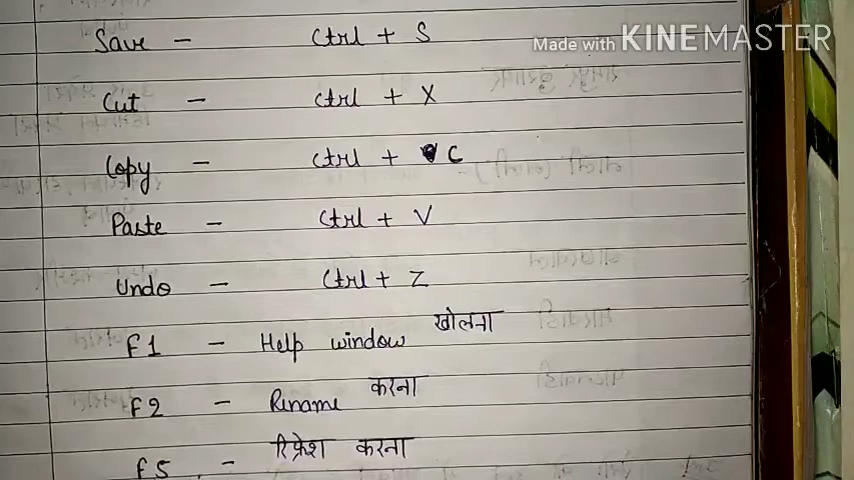 Made with KINEMASTER
Save - Ctrl + S
Cut - Ctrl + X
Copy - Ctrl + C
Paste - Ctrl + V
Undo - Ctrl + Z
F1 - Help window खोलना
F2 - Rename करना
F5 - रिफ्रेश करना